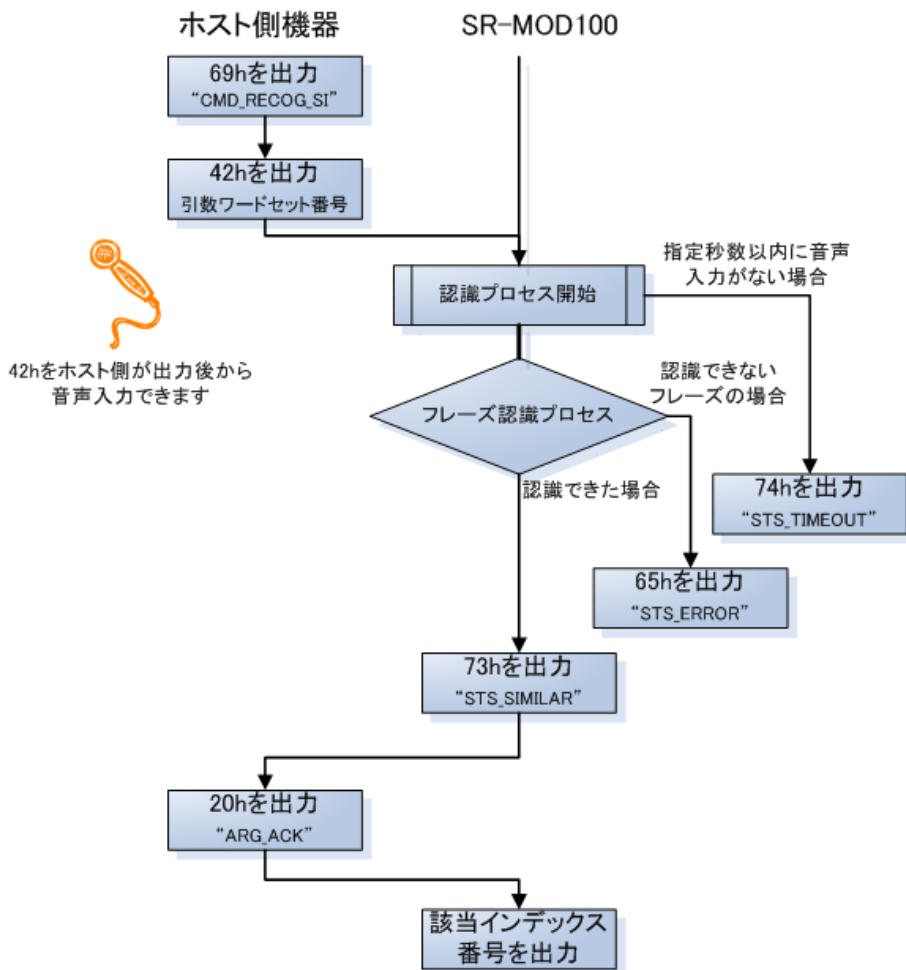 ホスト側機器
SR-MOD100
69hを出力
“CMD_RECOG_SI”
42hを出力
引数ワードセット番号
指定秒数以内に音声
入力がない場合
認識プロセス開始
42hをホスト側が出力後から
音声入力できます
認識できない
フレーズの場合
フレーズ認識プロセス
認識できた場合
74hを出力
“STS_TIMEOUT”
65hを出力
“STS_ERROR”
73hを出力
“STS_SIMILAR”
20hを出力
“ARG_ACK”
該当インデックス
番号を出力